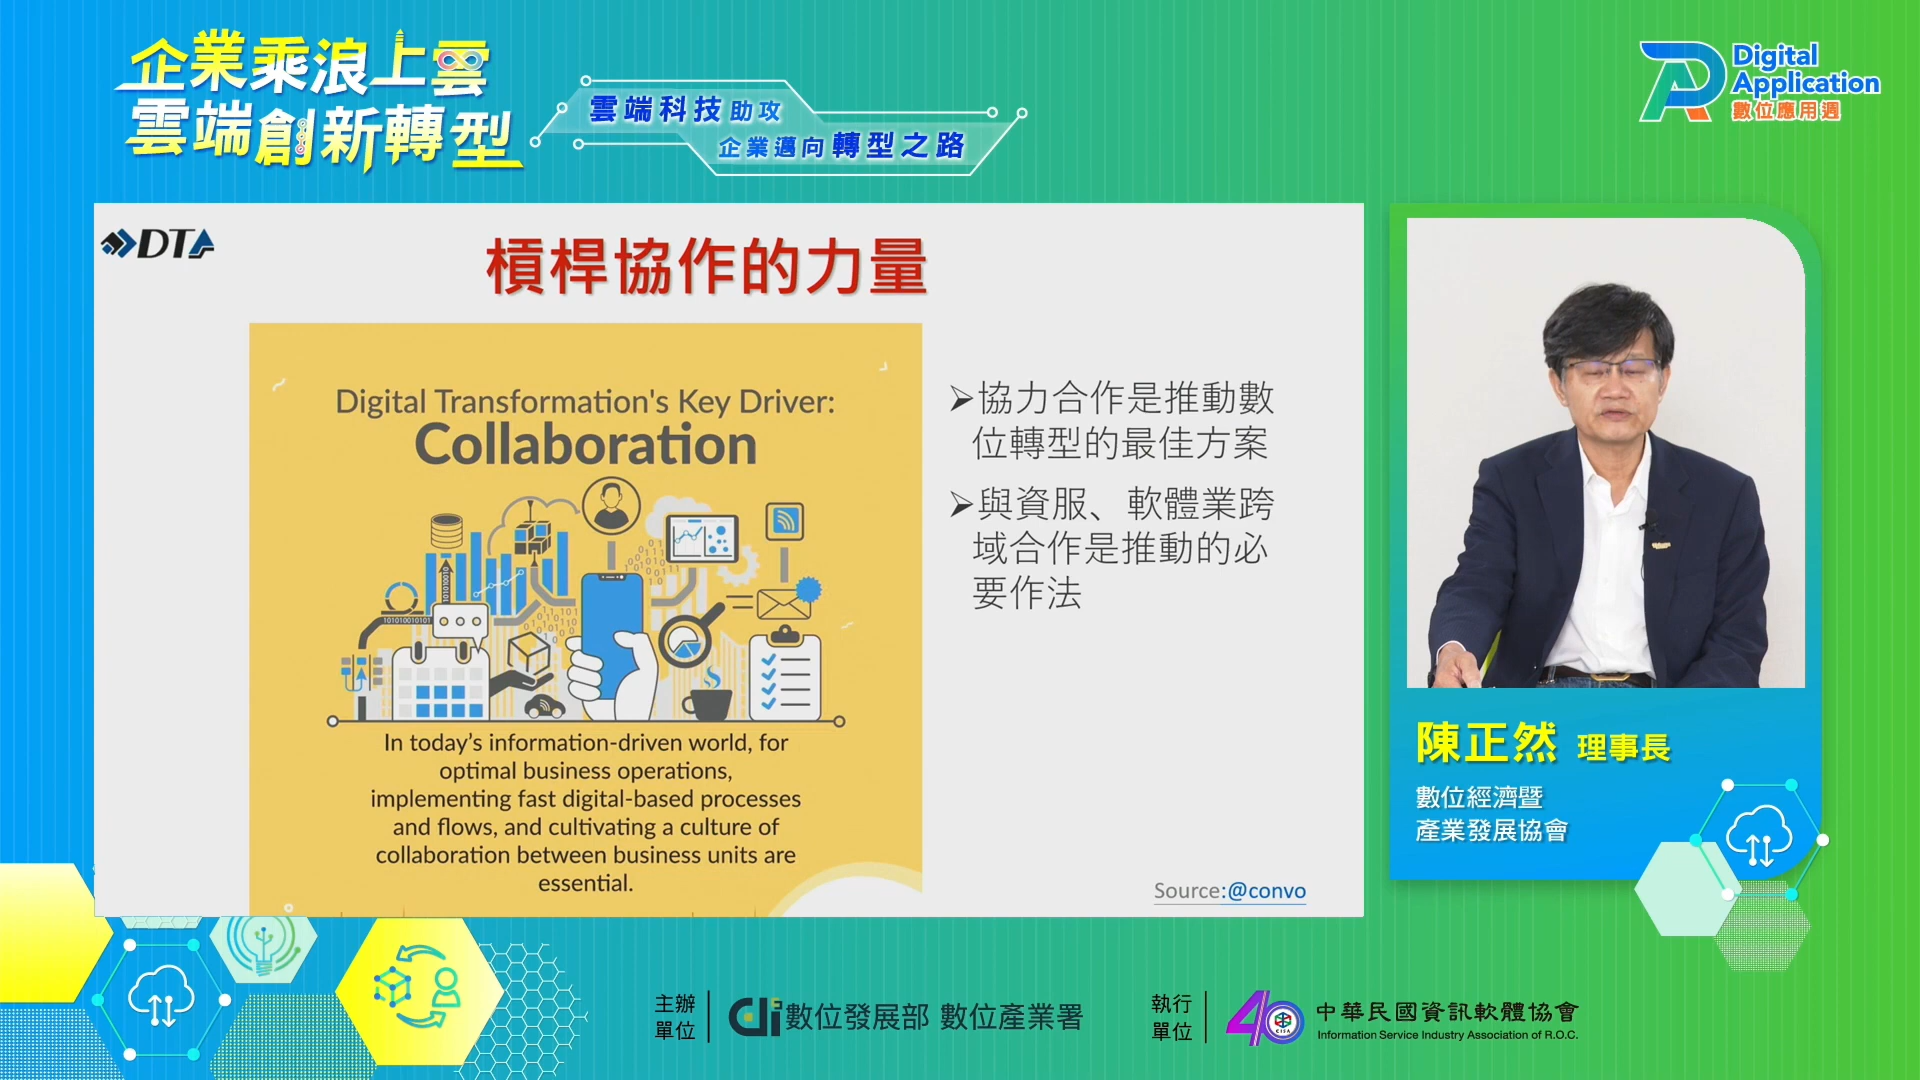 企業乘浪上雲
雲端創新轉型
雲端科技助攻
企業邁向轉型之路
Digital
Application
數位應用週
DTA
槓桿協作的力量
Digital Transformation's Key Driver:
Collaboration
101010010101
In today's information-driven world, for
optimal business operations,
implementing fast digital-based processes
and flows, and cultivating a culture of
collaboration between business units are
essential.
➢協力合作是推動數
位轉型的最佳方案
➢與資服、軟體業跨
域合作是推動的必
要作法
Source:@convo
陳正然 理事長
數位經濟暨
產業發展協會
主辦
單位
數位發展部 數位產業署
執行
單位
40
CISA
中華民國資訊軟體協會
Information Service Industry Association of R.O.C.